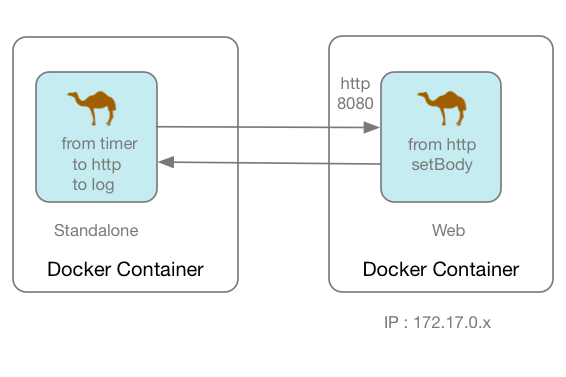 from timer
to http
to log
Standalone
Docker Container
http
8080
from http
setBody
Web
Docker Container
IP : 172.17.0.x